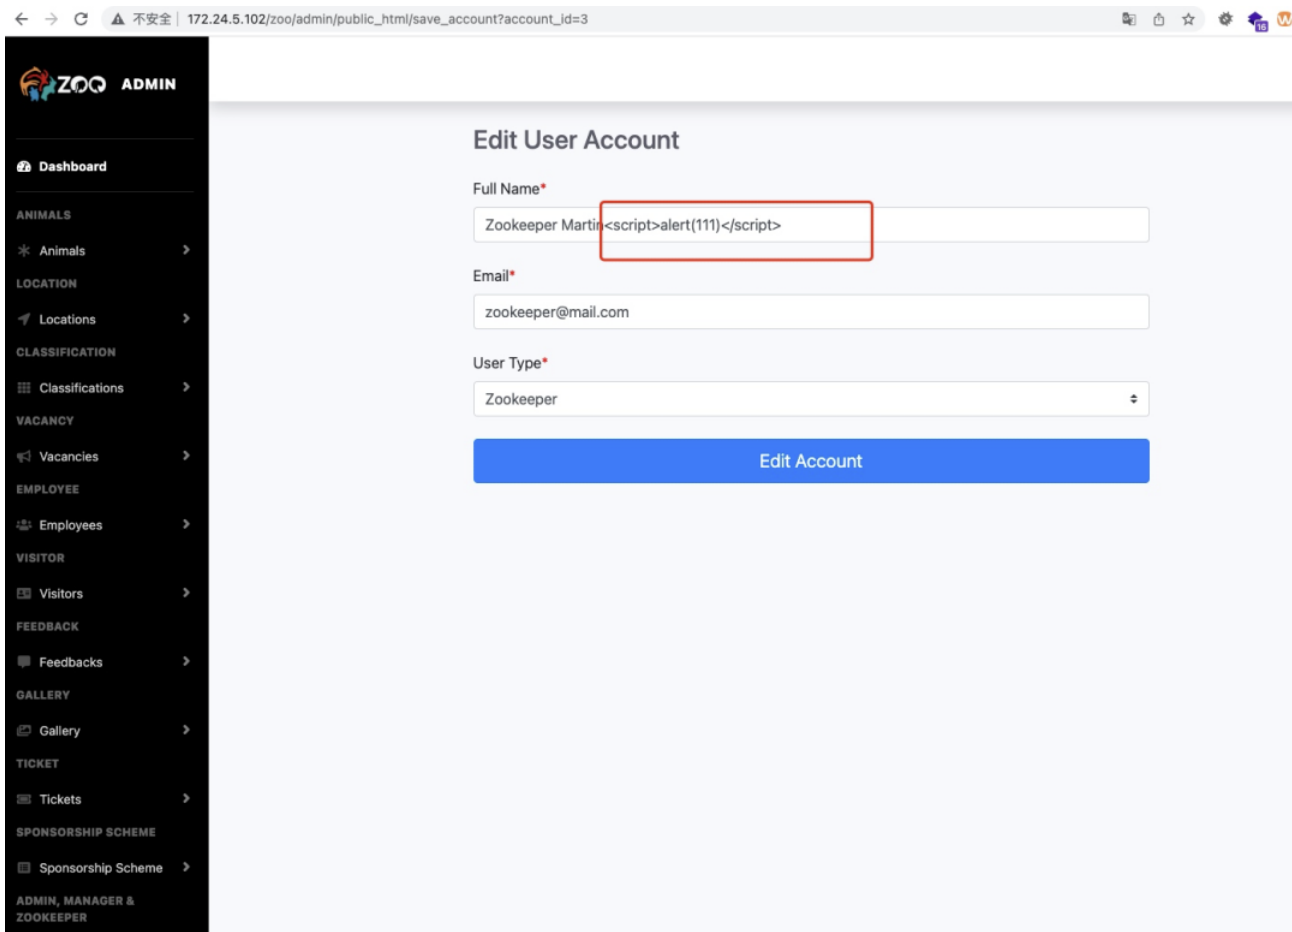 不安全 172.24.5.102/zoo/admin/public_html/save_account?account_id=3
16
ZOO ADMIN
Dashboard
ANIMALS
Animals
LOCATION
Locations
CLASSIFICATION
Classifications
VACANCY
Vacancies
EMPLOYEE
Employees
VISITOR
Visitors
FEEDBACK
Feedbacks
GALLERY
Gallery
TICKET
Tickets
SPONSORSHIP SCHEME
Sponsorship Scheme
ADMIN, MANAGER &
ZOOKEEPER
Edit User Account
Full Name*
Zookeeper Martin<script>alert(111)</script>
Email*
zookeeper@mail.com
User Type*
Zookeeper
Edit Account